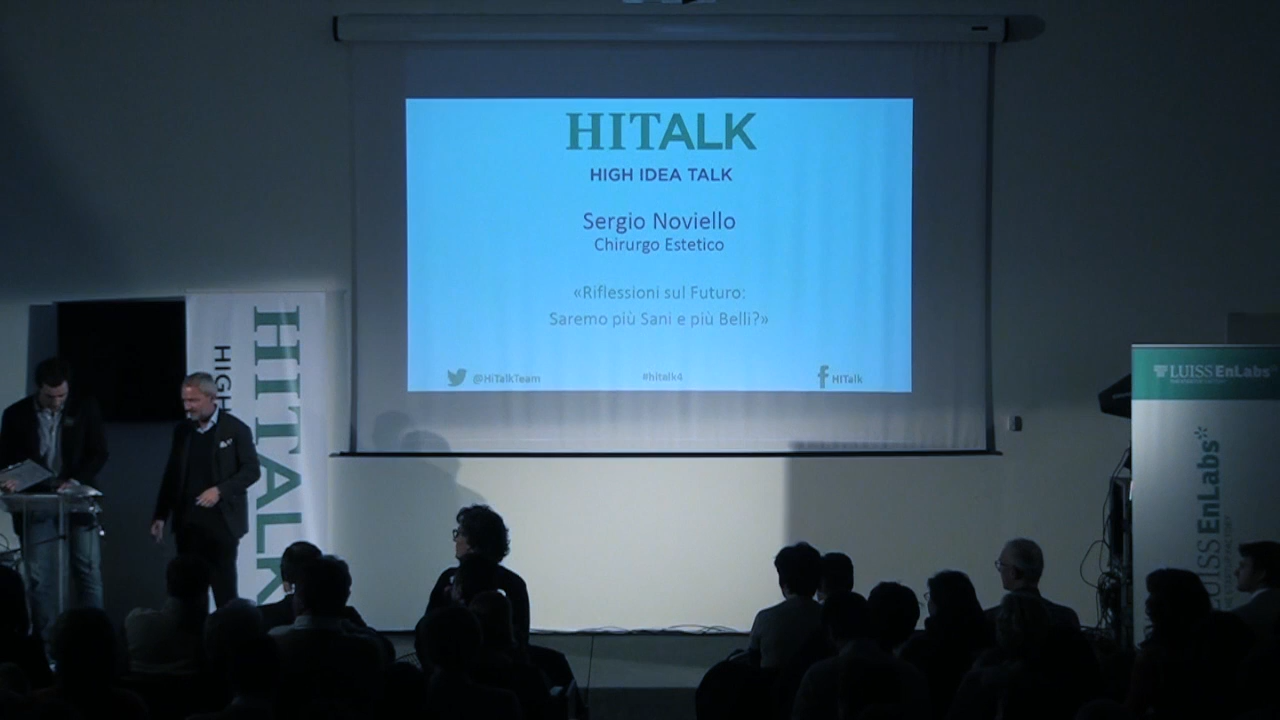 HITALK
HIGH IDEA TALK
Sergio Noviello
Chirurgo Estetico
«Riflessioni sul Futuro:
Saremo più Sani e più Belli?»
@HiTalkTeam
#hitalk4
HITalk
HITALK
HIGH
LUISS EnLabs
LUISS EnLabs*